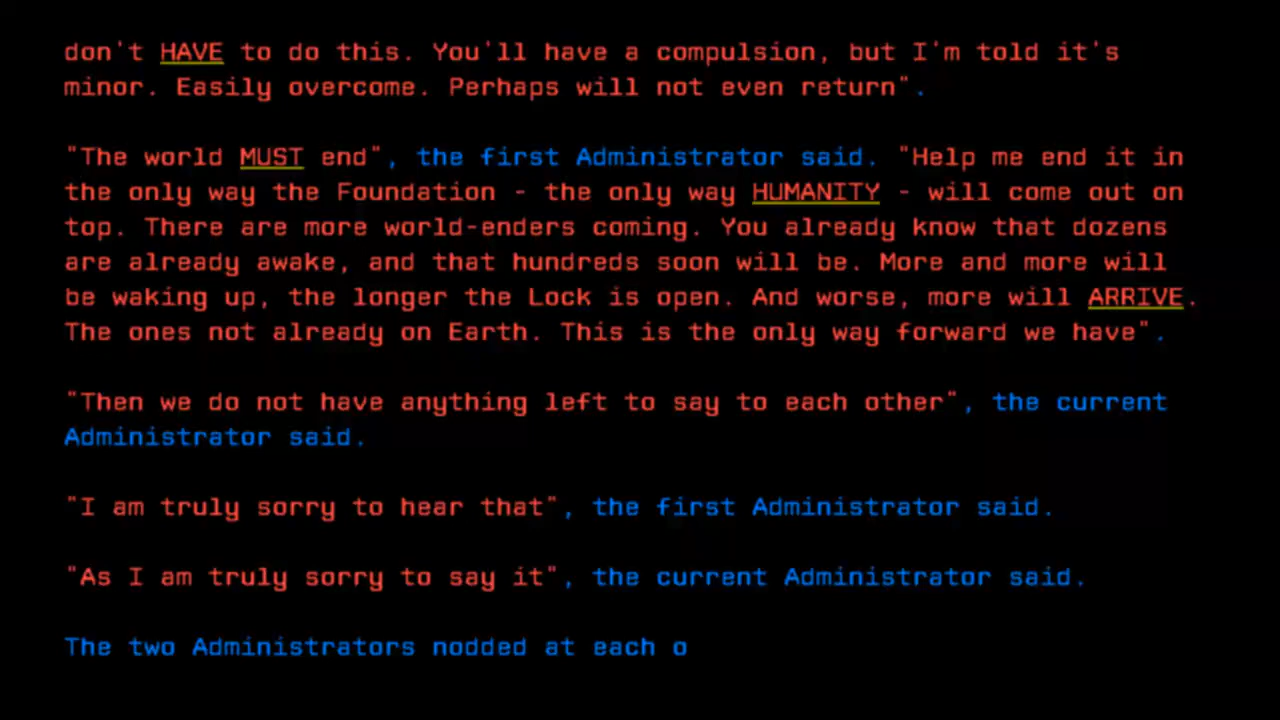 don't HAVE to do this. You'll have a compulsion, but I'm told it's
minor. Easily overcome. Perhaps will not even return".
"The world MUST end", the first Administrator said. "Help me end it in
the only way the Foundation - the only way HUMANITY - will come out on
top. There are more world-enders coming. You already know that dozens
are already awake, and that hundreds soon will be. More and more will
be waking up, the longer the Lock is open. And worse, more will ARRIVE.
The ones not already on Earth. This is the only way forward we have".
"Then we do not have anything left to say to each other", the current
Administrator said.
"I am truly sorry to hear that", the first Administrator said.
"As I am truly sorry to say it", the current Administrator said.
The two Administrators nodded at each o